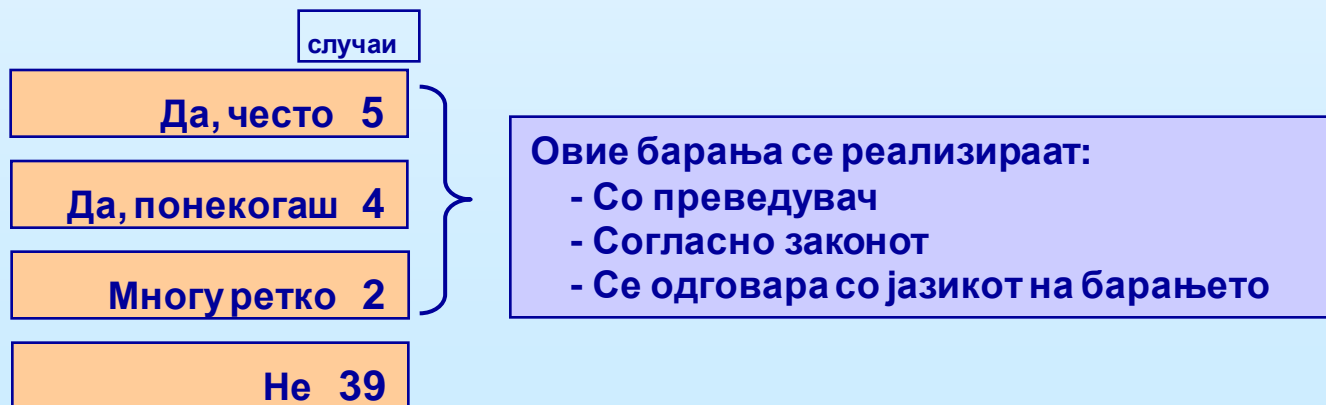 случаи
Да, често 5
Да, понекогаш 4
Многу ретко 2
Не 39
Овие барања се реализираат:
- Со преведувач
- Согласно законот
- Се одговара со јазикот на барањето